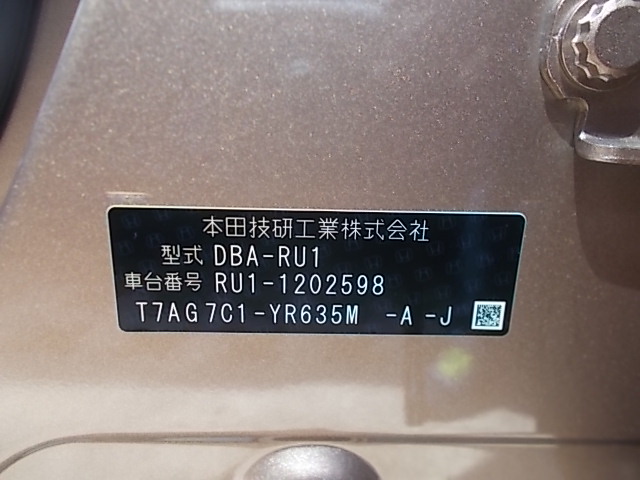 本田技研工業株式会社
型式 DBA-RU1
車台番号 RU1-1202598
T7AG7C1-YR635M -A -J